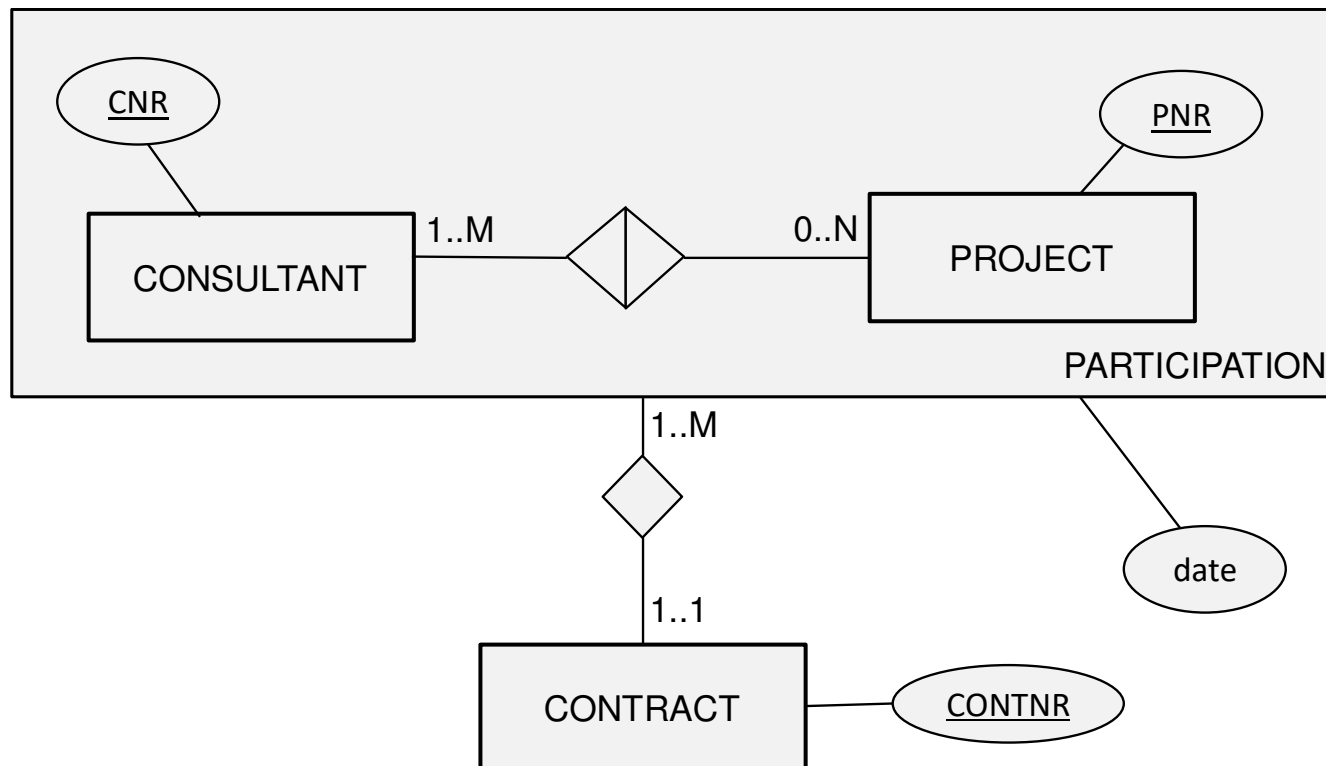 CNR
PNR
1..M
0..N
CONSULTANT
PROJECT
PARTICIPATION
1..M
date
1..1
CONTRACT
CONTNR